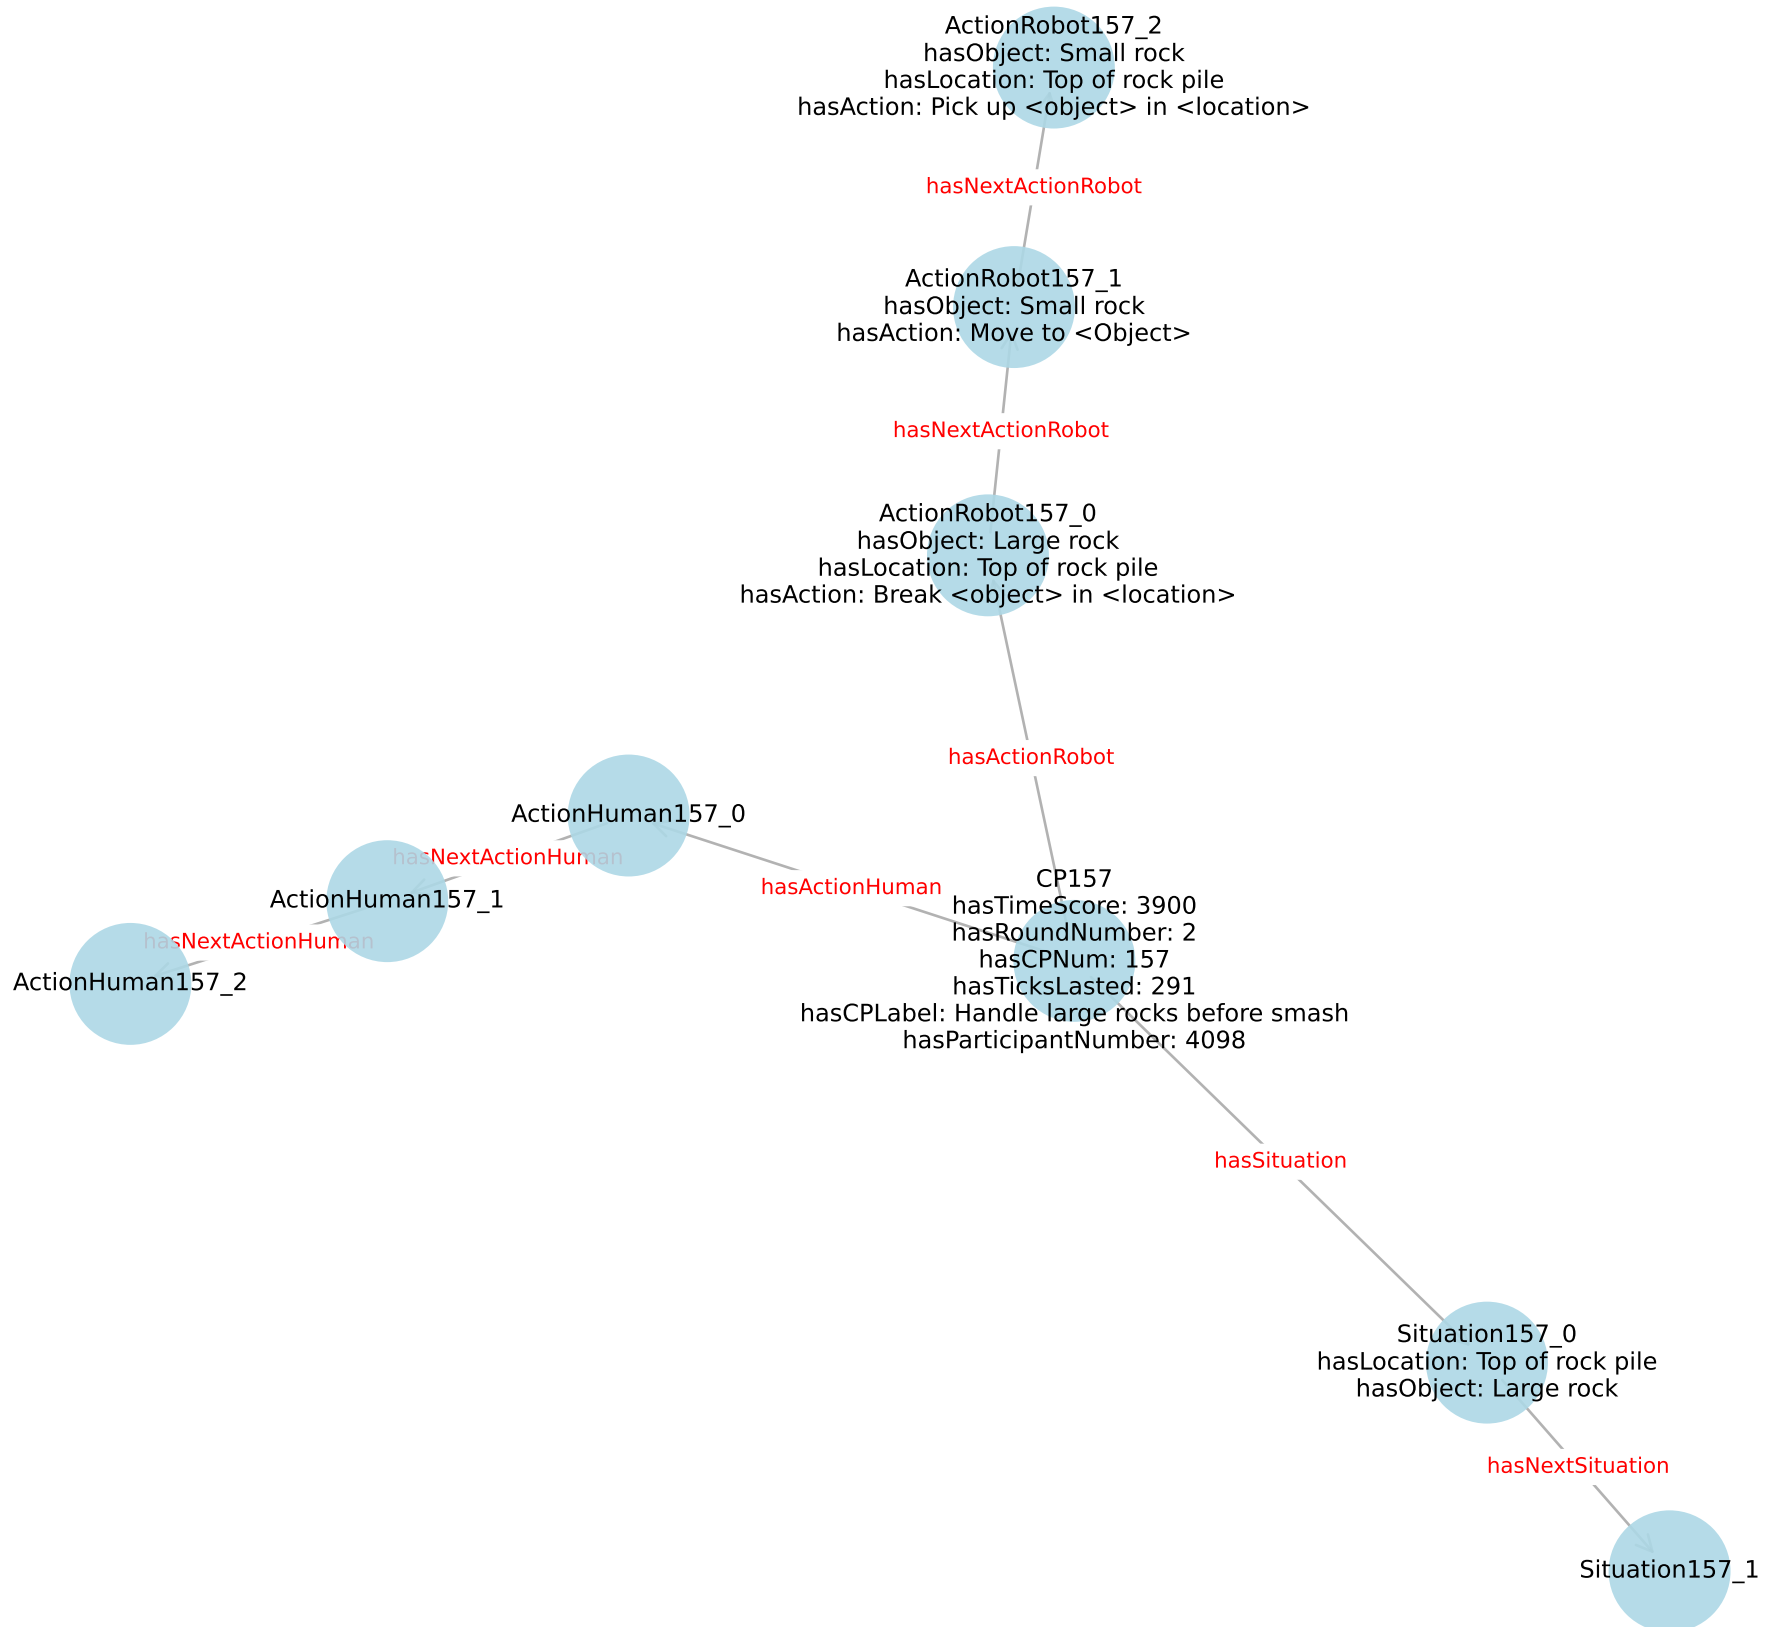 ActionRobot157_2
hasObject: Small rock
hasLocation: Top of rock pile
hasAction: Pick up <object> in <location>
hasNextActionRobot
ActionRobot157_1
hasObject: Small rock
hasAction: Move to <Object>
hasNextActionRobot
ActionRobot157_0
hasObject: Large rock
hasLocation: Top of rock pile
hasAction: Break <object> in <location>
hasActionRobot
ActionHuman157_0
hasNextActionHuman
ActionHuman157_1
hasNextActionHuman
ActionHuman157_2
hasActionHuman
CP157
hasTimeScore: 3900
hasRoundNumber: 2
hasCPNum: 157
hasTicksLasted: 291
hasCPLabel: Handle large rocks before smash
hasParticipantNumber: 4098
hasSituation
Situation157_0
hasLocation: Top of rock pile
hasObject: Large rock
hasNextSituation
Situation157_1